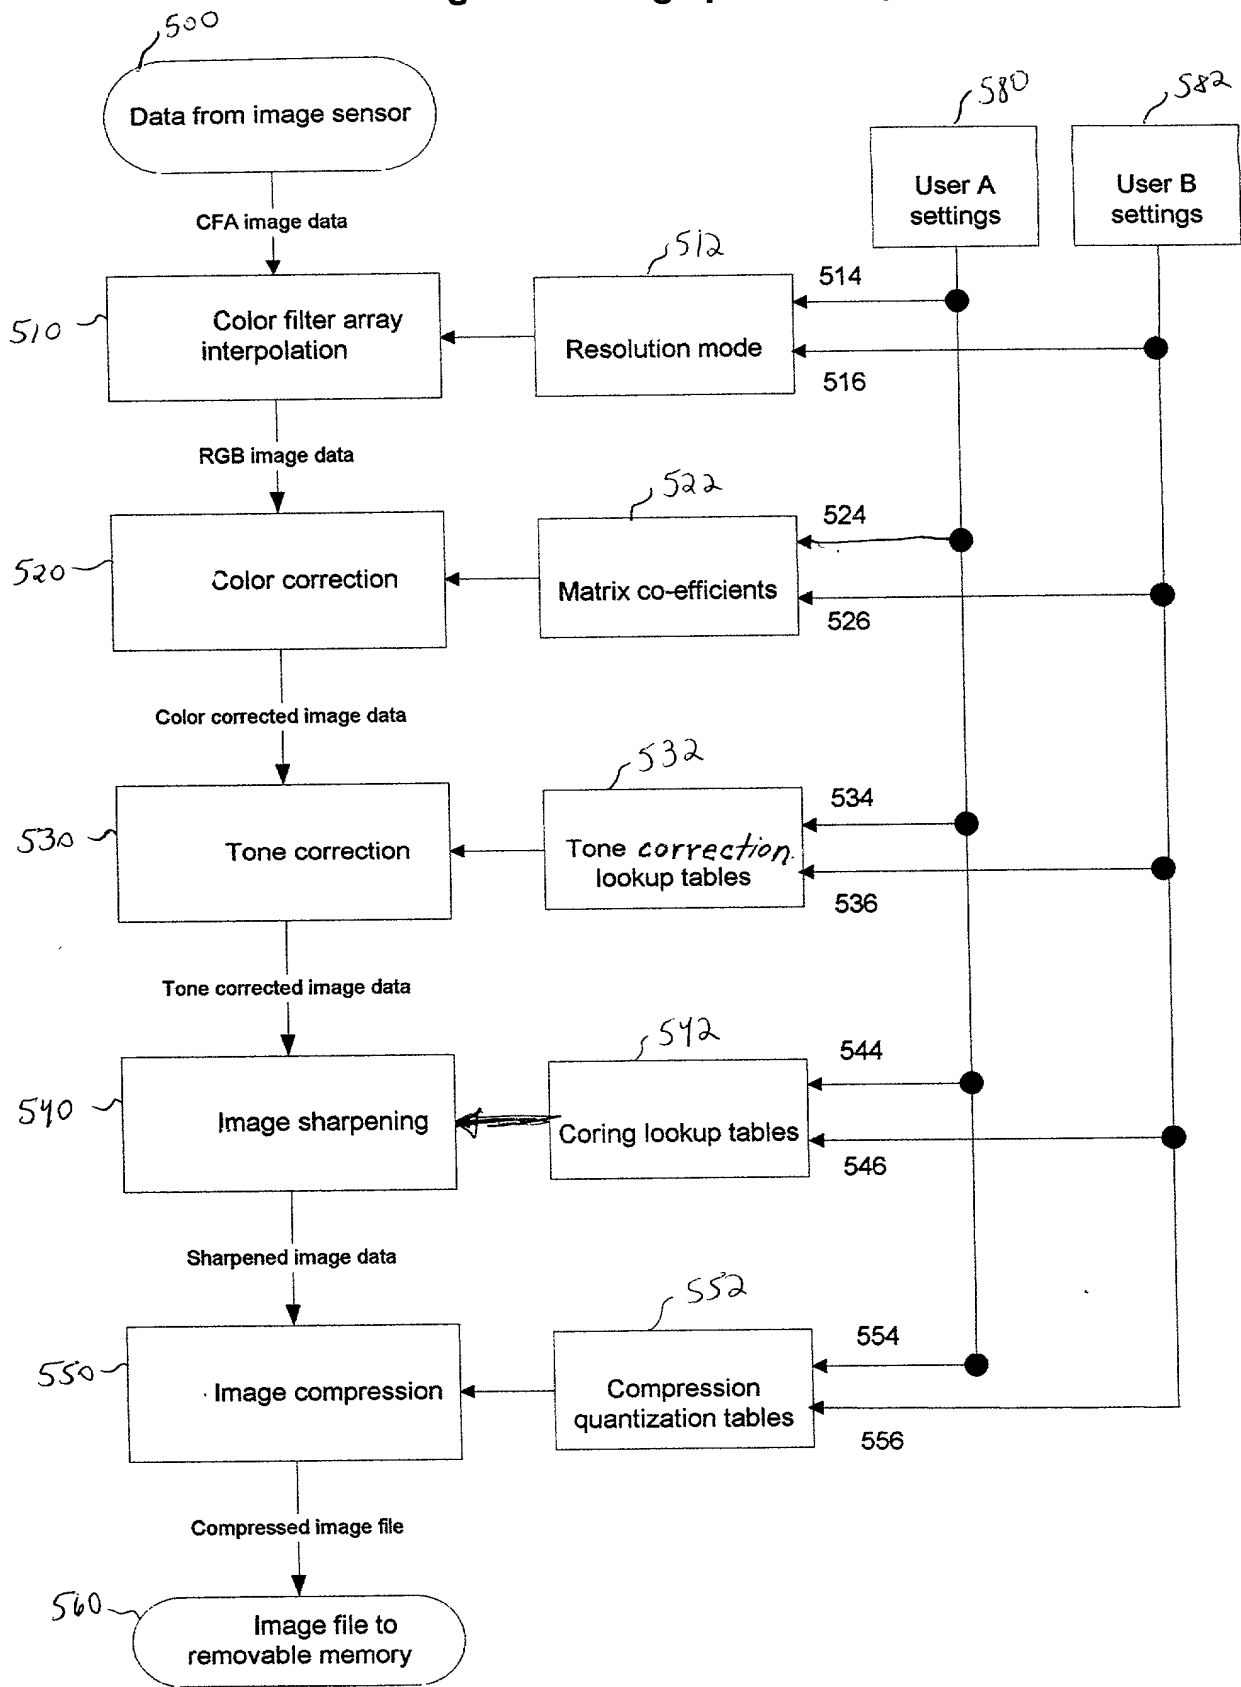 500
Data from image sensor
580
582
User A
settings
User B
settings
CFA image data
512
514
510
Color filter array
interpolation
Resolution mode
516
RGB image data
522
524
520
Color correction
Matrix co-efficients
526
Color corrected image data
532
534
530
Tone correction
Tone correction
lookup tables
536
Tone corrected image data
542
544
540
Image sharpening
Coring lookup tables
546
Sharpened image data
552
554
550
Image compression
Compression
quantization tables
556
Compressed image file
560
Image file to
removable memory